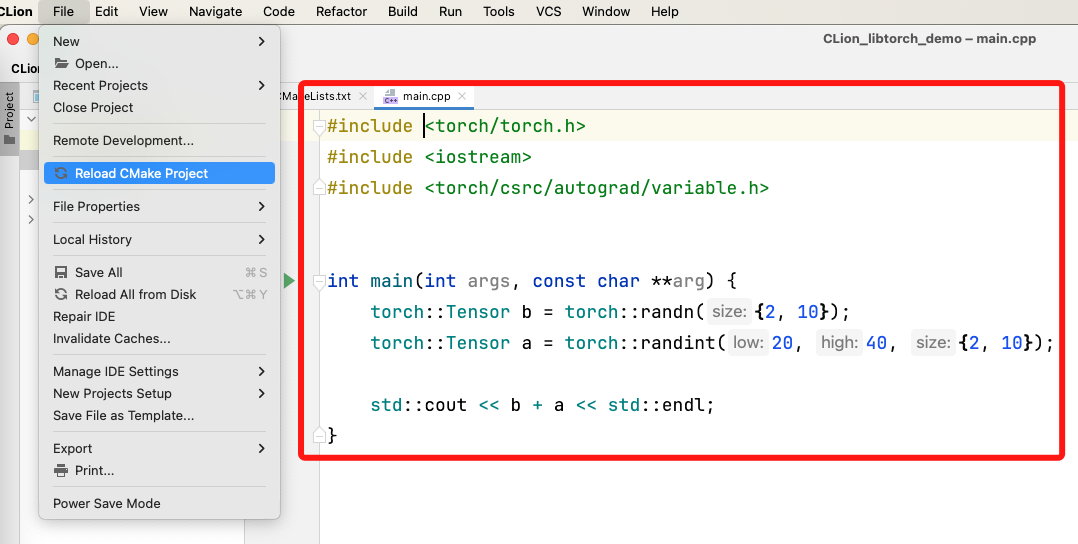 CLion File Edit View Navigate Code Refactor Build Run Tools VCS Window Help
CLion_libtorch_demo – main.cpp
New
Open...
Recent Projects
Close Project
Remote Development...
Reload CMake Project
File Properties
Local History
Save All ⌘S
Reload All from Disk ⌥⌘Y
Repair IDE
Invalidate Caches...
Manage IDE Settings
New Projects Setup
Save File as Template...
Export
Print...
Power Save Mode
Project
CMakeLists.txt main.cpp
#include <torch/torch.h>
#include <iostream>
#include <torch/csrc/autograd/variable.h>
int main(int args, const char **arg) {
torch::Tensor b = torch::randn( size: {2, 10});
torch::Tensor a = torch::randint( low: 20, high: 40, size: {2, 10});
std::cout << b + a << std::endl;
}